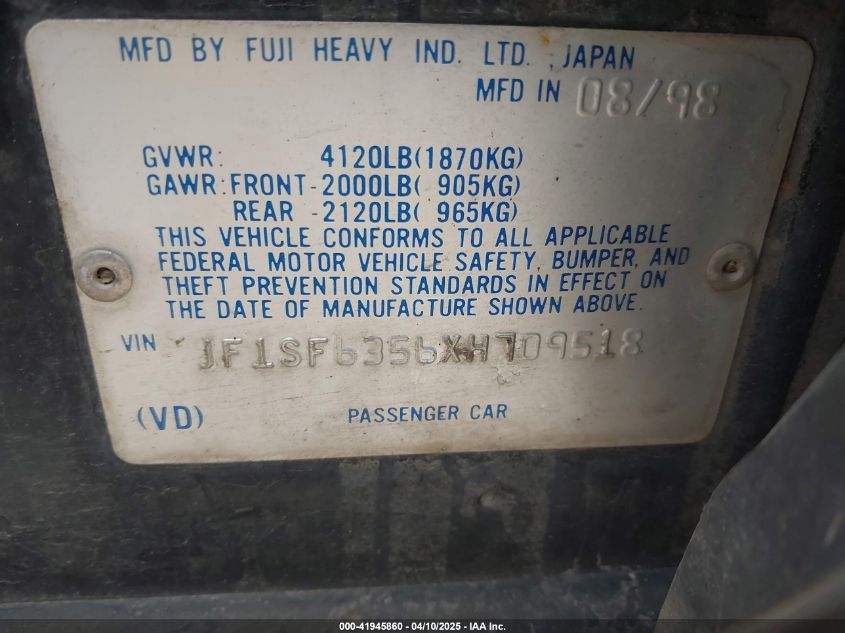 MFD BY FUJI HEAVY IND. LTD. , JAPAN
MFD IN 08/98
GVWR: 4120LB(1870KG)
GAWR:FRONT-2000LB( 905KG)
REAR -2120LB( 965KG)
THIS VEHICLE CONFORMS TO ALL APPLICABLE
FEDERAL MOTOR VEHICLE SAFETY, BUMPER, AND
THEFT PREVENTION STANDARDS IN EFFECT ON
THE DATE OF MANUFACTURE SHOWN ABOVE.
VIN JF1SF6356XH709518
(VD) PASSENGER CAR
000-41945860 - 04/10/2025 - IAA Inc.